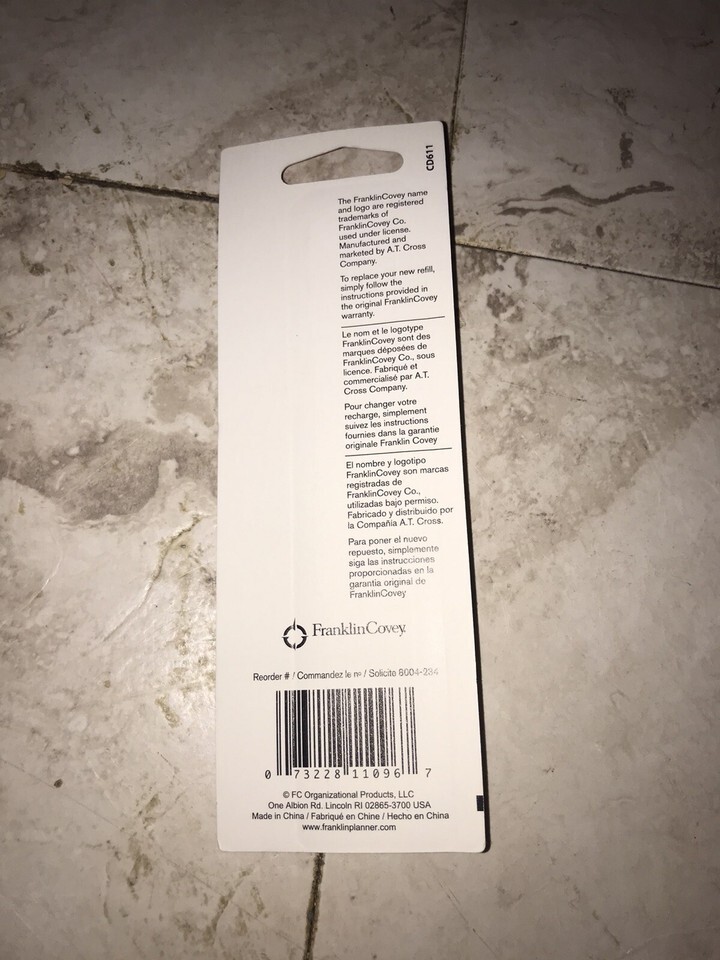 CD611
The FranklinCovey name
and logo are registered
trademarks of
FranklinCovey Co.
used under license.
Manufactured and
marketed by A.T. Cross
Company.
To replace your new refill,
simply follow the
instructions provided in
the original FranklinCovey
warranty.
Le nom et le logotype
FranklinCovey sont des
marques déposées de
FranklinCovey Co., sous
licence. Fabriqué et
commercialisé par A.T.
Cross Company.
Pour changer votre
recharge, simplement
suivez les instructions
fournies dans la garantie
originale Franklin Covey
El nombre y logotipo
FranklinCovey son marcas
registradas de
FranklinCovey Co.,
utilizadas bajo permiso.
Fabricado y distribuido por
la Compañía A.T. Cross.
Para poner el nuevo
repuesto, simplemente
siga las instrucciones
proporcionadas en la
garantía original de
FranklinCovey
FranklinCovey.
Reorder # / Commandez le nº / Solicite 8004-234
0 73228 11096 7
© FC Organizational Products, LLC
One Albion Rd. Lincoln RI 02865-3700 USA
Made in China / Fabriqué en Chine / Hecho en China
www.franklinplanner.com